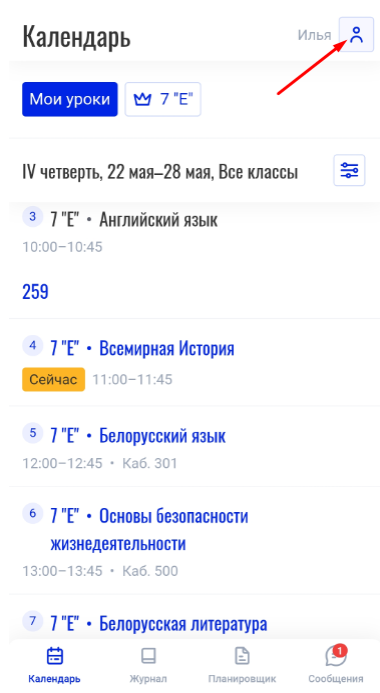 Календарь
Илья
Мои уроки
7 "Е"
IV четверть, 22 мая–28 мая, Все классы
3 7 "Е" • Английский язык
10:00–10:45
259
4 7 "Е" • Всемирная История
Сейчас 11:00–11:45
5 7 "Е" • Белорусский язык
12:00–12:45 • Каб. 301
6 7 "Е" • Основы безопасности
жизнедеятельности
13:00–13:45 • Каб. 500
7 7 "Е" • Белорусская литература
1
Календарь
Журнал
Планировщик
Сообщения